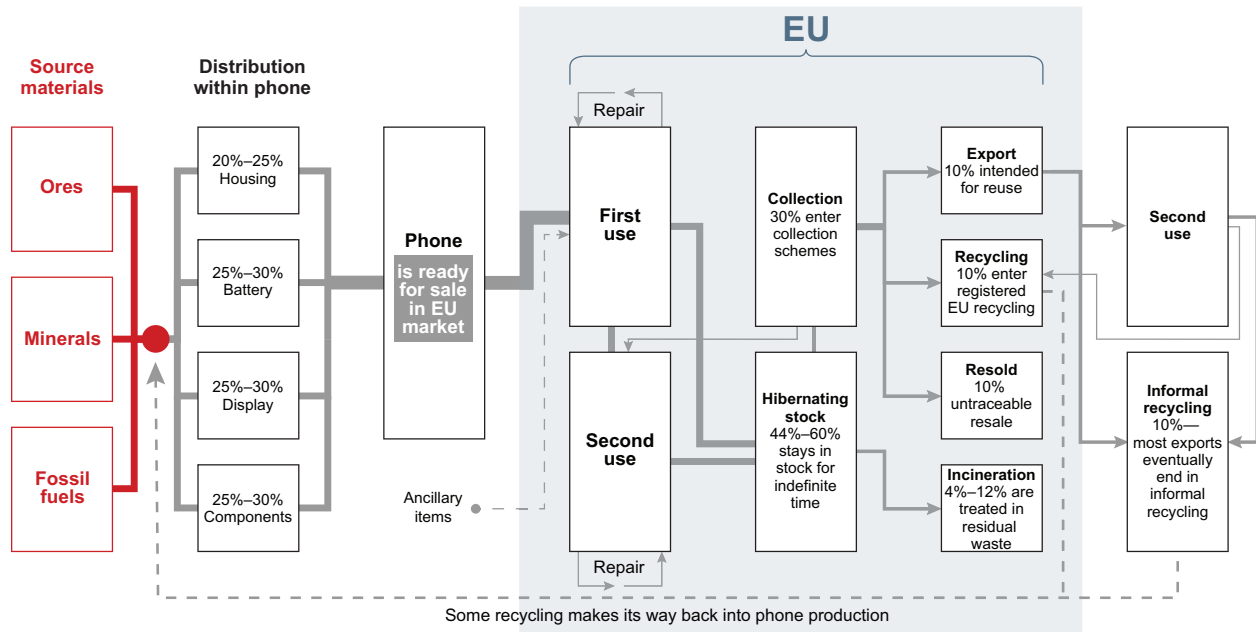 EU
Source
materials
Distribution
within phone
Ores
Minerals
Fossil
fuels
20%–25%
Housing
25%–30%
Battery
25%–30%
Display
25%–30%
Components
Phone
is ready
for sale
in EU
market
Ancillary
items
Repair
First
use
Second
use
Repair
Collection
30% enter
collection
schemes
Hibernating
stock
44%–60%
stays in
stock for
indefinite
time
Export
10% intended
for reuse
Recycling
10% enter
registered
EU recycling
Resold
10%
untraceable
resale
Incineration
4%–12% are
treated in
residual
waste
Second
use
Informal
recycling
10%—
most exports
eventually
end in
informal
recycling
Some recycling makes its way back into phone production